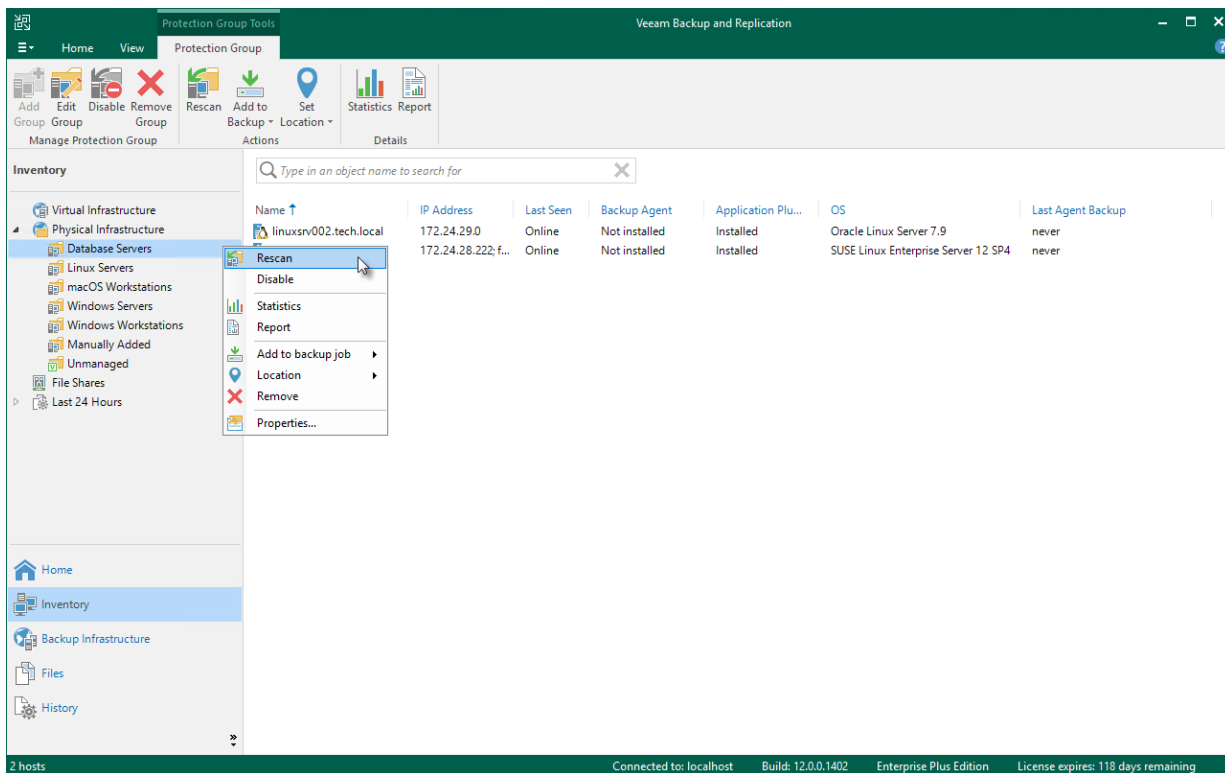 Protection Group Tools
Veeam Backup and Replication
Home View Protection Group
Add Group
Edit Group
Disable
Remove Group
Rescan
Add to Backup
Set Location
Statistics
Report
Manage Protection Group
Actions
Details
Inventory
Type in an object name to search for
Virtual Infrastructure
Physical Infrastructure
Database Servers
Linux Servers
macOS Workstations
Windows Servers
Windows Workstations
Manually Added
Unmanaged
File Shares
Last 24 Hours
Name IP Address Last Seen Backup Agent Application Plu... OS Last Agent Backup
linuxsrv002.tech.local 172.24.29.0 Online Not installed Installed Oracle Linux Server 7.9 never
172.24.28.222; f... Online Not installed Installed SUSE Linux Enterprise Server 12 SP4 never
Rescan
Disable
Statistics
Report
Add to backup job
Location
Remove
Properties...
Home
Inventory
Backup Infrastructure
Files
History
2 hosts
Connected to: localhost Build: 12.0.0.1402 Enterprise Plus Edition License expires: 118 days remaining